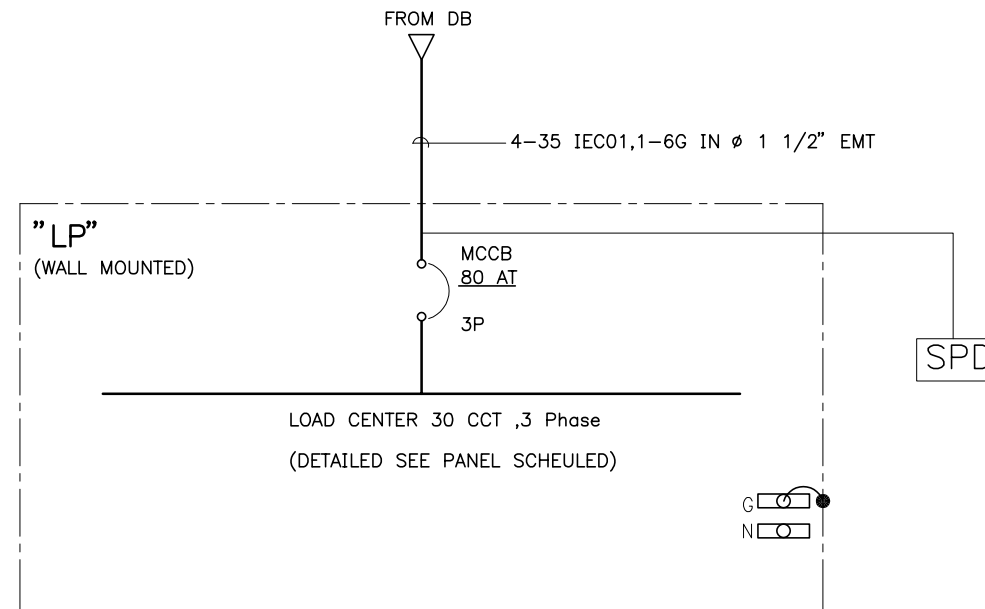 FROM DB
4-35 IEC01,1-6G IN ø 1 1/2" EMT
"LP"
(WALL MOUNTED)
MCCB
80 AT
3P
SPD
LOAD CENTER 30 CCT ,3 Phase
(DETAILED SEE PANEL SCHEULED)
G
N